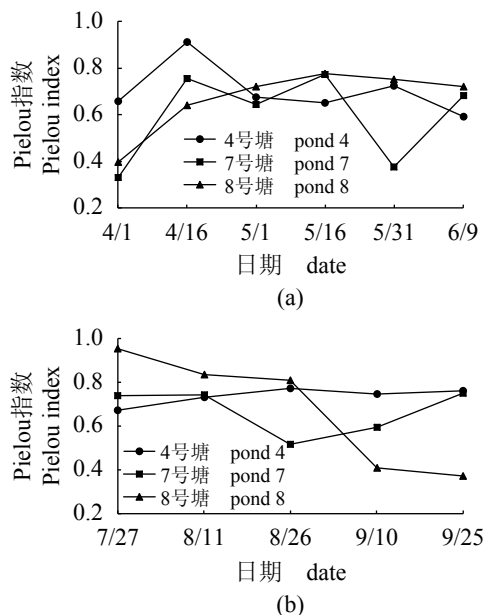 Pielou指数
Pielou index
1.0
0.8
0.6
0.4
0.2
4号塘 pond 4
7号塘 pond 7
8号塘 pond 8
4/1 4/16 5/1 5/16 5/31 6/9
日期 date
(a)
Pielou指数
Pielou index
1.0
0.8
0.6
0.4
0.2
4号塘 pond 4
7号塘 pond 7
8号塘 pond 8
7/27 8/11 8/26 9/10 9/25
日期 date
(b)